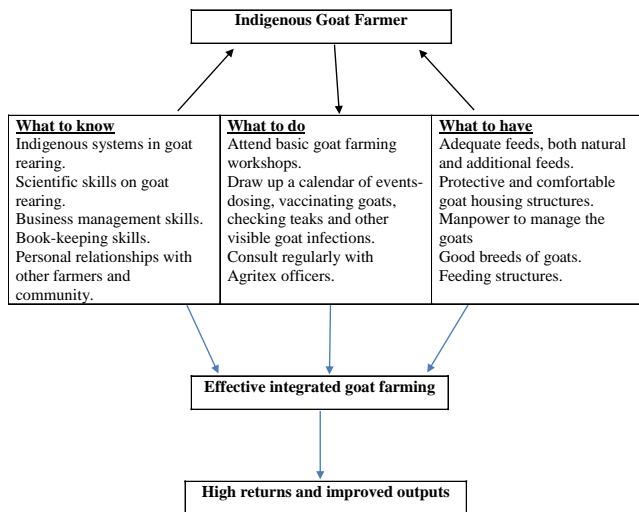 Indigenous Goat Farmer
What to know
Indigenous systems in goat
rearing.
Scientific skills on goat
rearing.
Business management skills.
Book-keeping skills.
Personal relationships with
other farmers and
community.
What to do
Attend basic goat farming
workshops.
Draw up a calendar of events-
dosing, vaccinating goats,
checking teaks and other
visible goat infections.
Consult regularly with
Agritex officers.
What to have
Adequate feeds, both natural
and additional feeds.
Protective and comfortable
goat housing structures.
Manpower to manage the
goats
Good breeds of goats.
Feeding structures.
Effective integrated goat farming
High returns and improved outputs